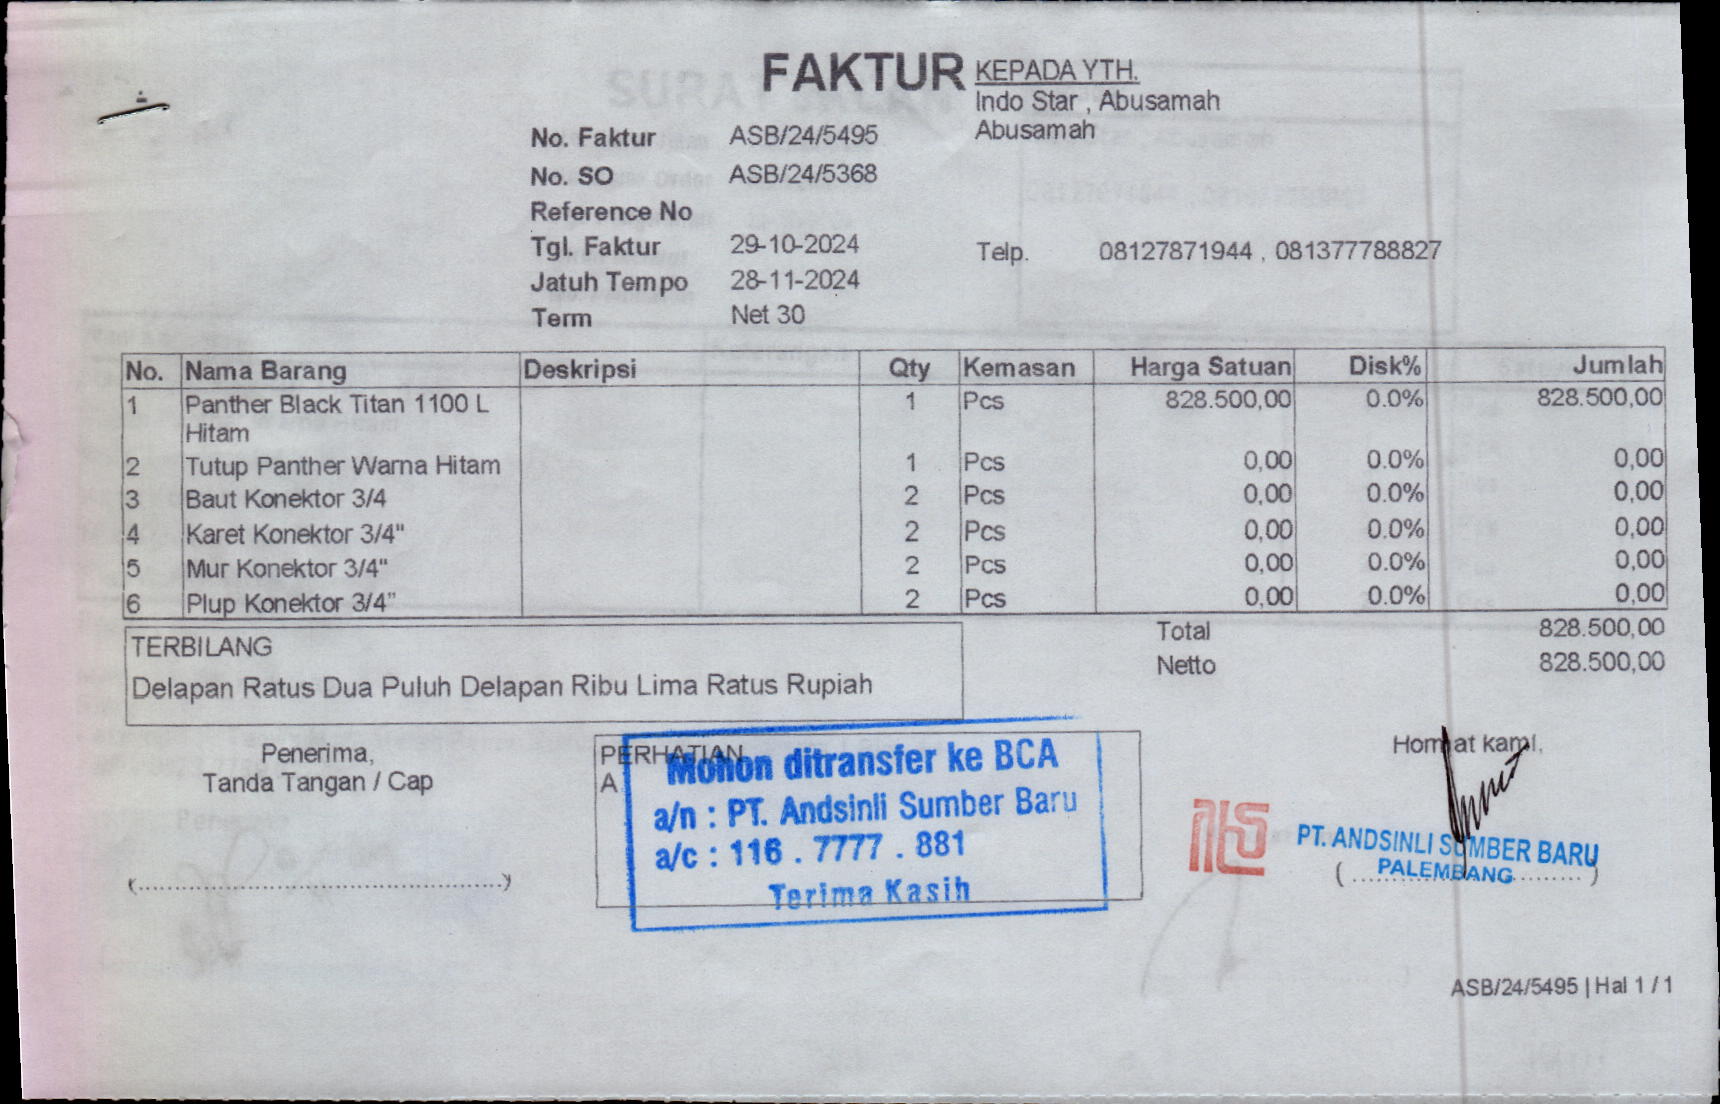 FAKTUR
KEPADA YTH.
Indo Star , Abusamah
Abusamah
No. Faktur ASB/24/5495
No. SO ASB/24/5368
Reference No
Tgl. Faktur 29-10-2024
Telp. 08127871944 , 081377788827
Jatuh Tempo 28-11-2024
Term Net 30
No. Nama Barang Deskripsi Qty Kemasan Harga Satuan Disk% Jumlah
1 Panther Black Titan 1100 L 1 Pcs 828.500,00 0.0% 828.500,00
Hitam
2 Tutup Panther Warna Hitam 1 Pcs 0,00 0.0% 0,00
3 Baut Konektor 3/4 2 Pcs 0,00 0.0% 0,00
4 Karet Konektor 3/4" 2 Pcs 0,00 0.0% 0,00
5 Mur Konektor 3/4" 2 Pcs 0,00 0.0% 0,00
6 Plup Konektor 3/4" 2 Pcs 0,00 0.0% 0,00
Total 828.500,00
Netto 828.500,00
TERBILANG
Delapan Ratus Dua Puluh Delapan Ribu Lima Ratus Rupiah
Penerima,
Tanda Tangan / Cap
PERHATIAN
A
Mohon ditransfer ke BCA
a/n : PT. Andsinli Sumber Baru
a/c : 116 . 7777 . 881
Terima Kasih
Hormat kami,
PT. ANDSINLI SUMBER BARU
PALEMBANG
ASB/24/5495 | Hal 1 / 1